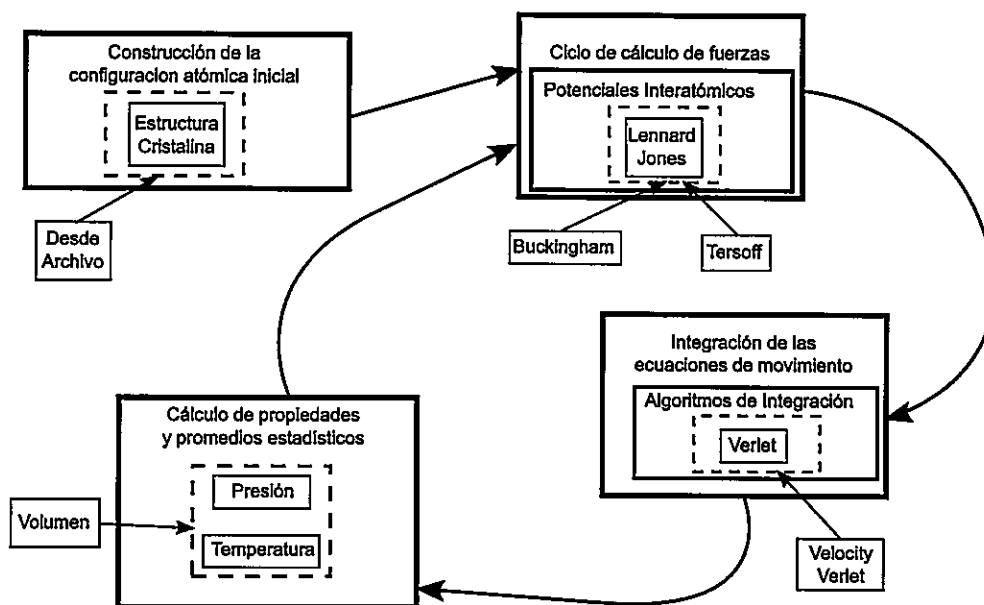 Construcción de la
configuracion atómica inicial
Estructura
Cristalina
Desde
Archivo
Ciclo de cálculo de fuerzas
Potenciales Interatómicos
Lennard
Jones
Buckingham
Tersoff
Integración de las
ecuaciones de movimiento
Algoritmos de Integración
Verlet
Velocity
Verlet
Cálculo de propiedades
y promedios estadísticos
Presión
Temperatura
Volumen